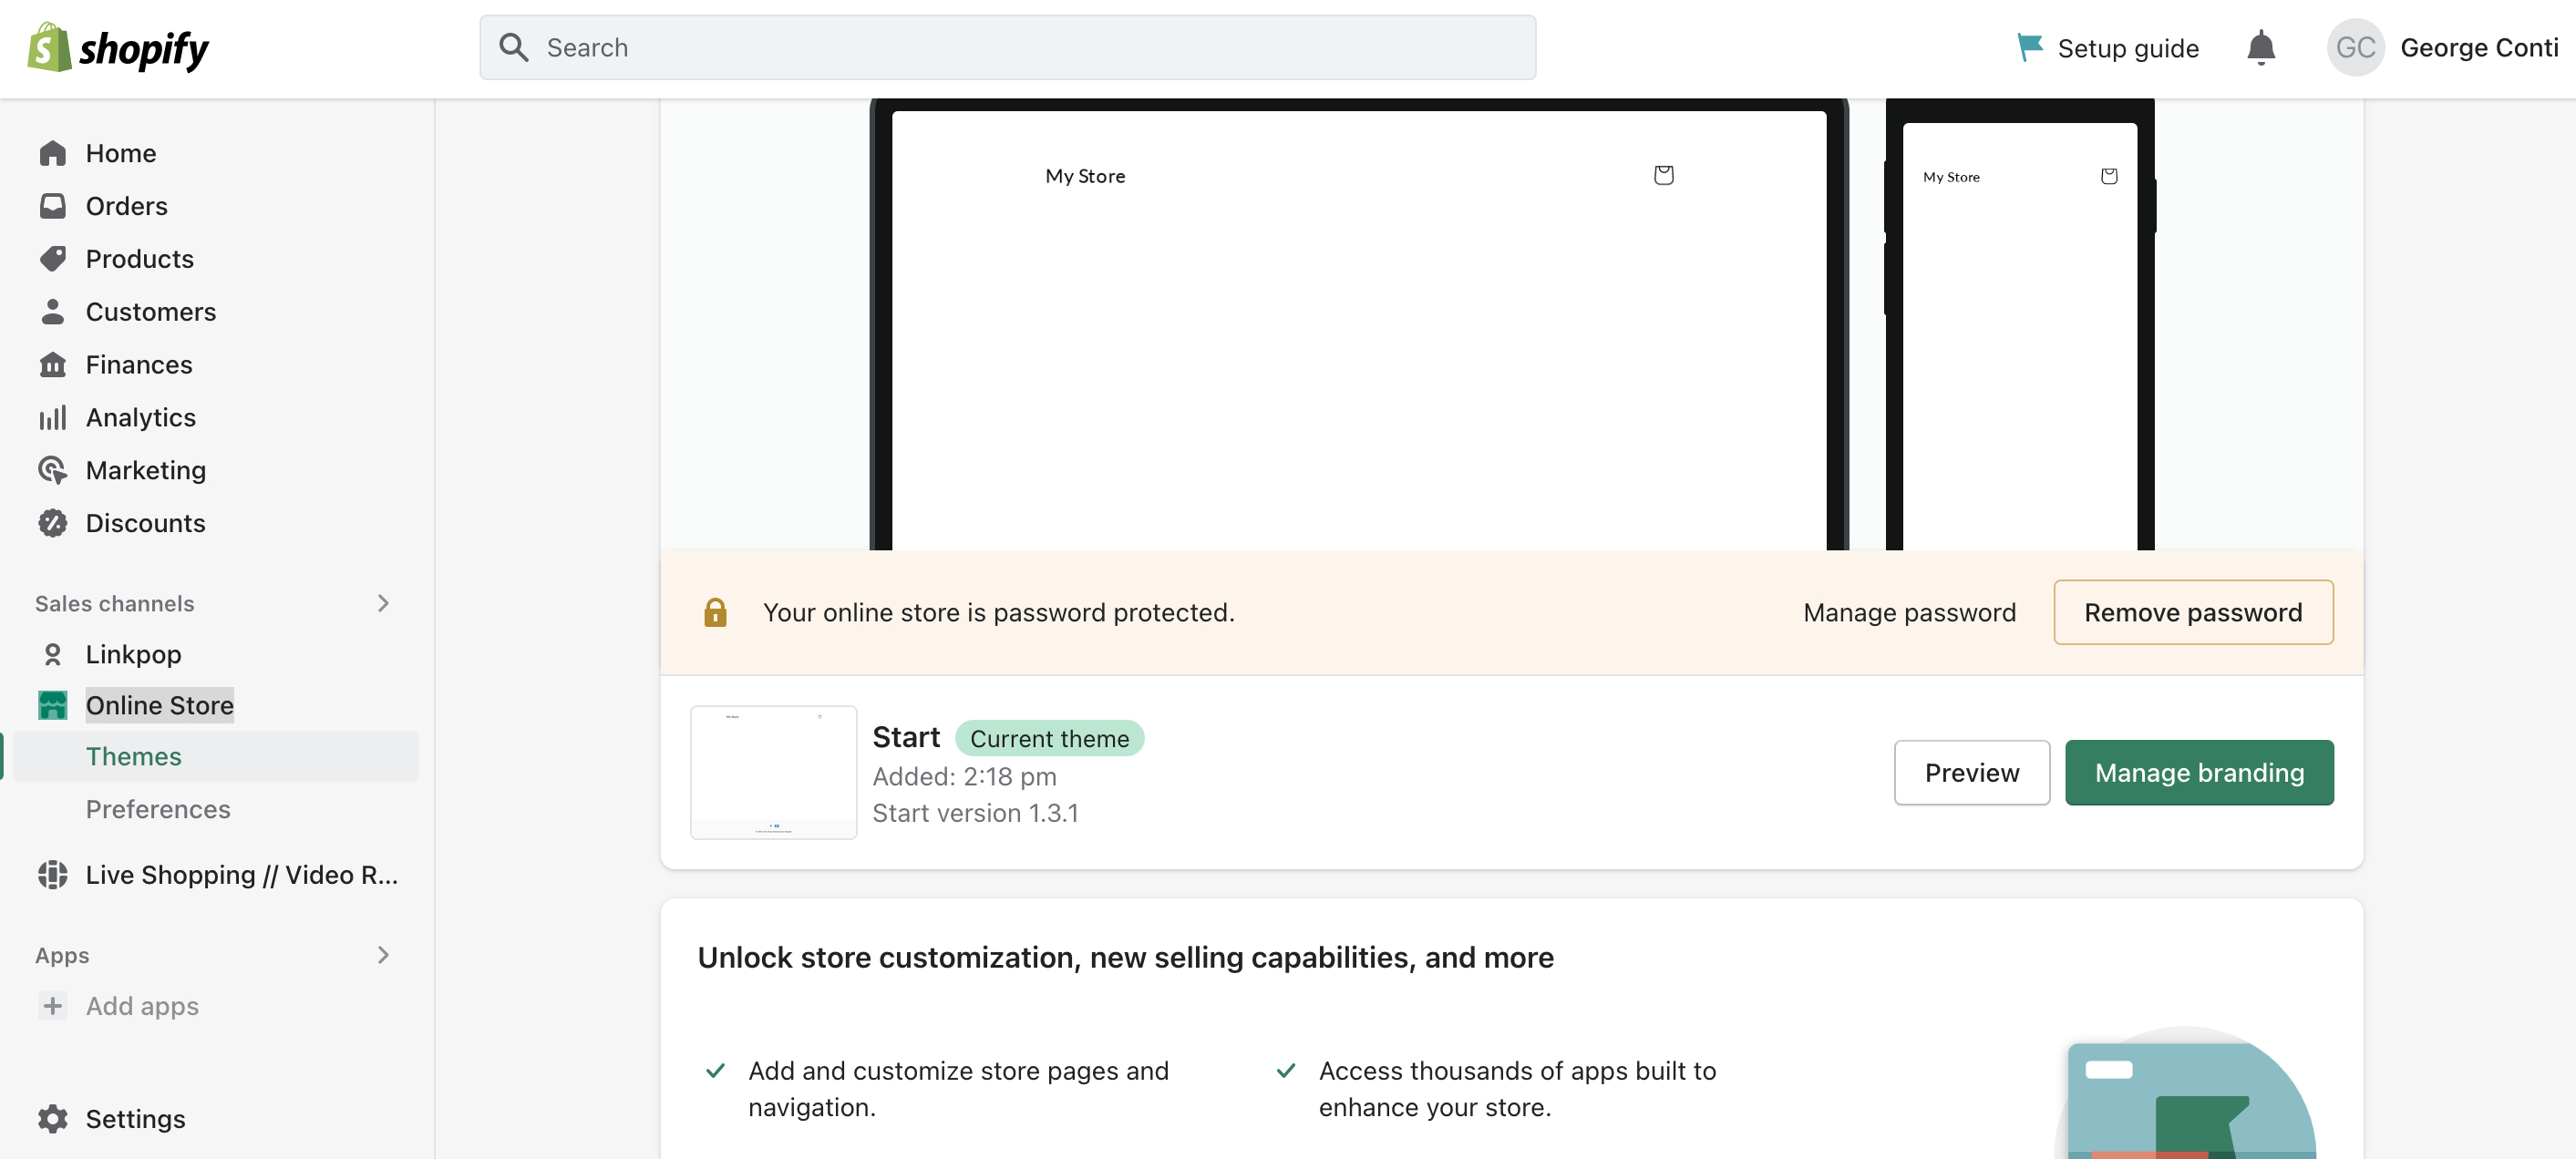 shopify
Search
Setup guide
GC
George Conti
Home
Orders
Products
Customers
Finances
Analytics
Marketing
Discounts
Sales channels
Linkpop
Online Store
Themes
Preferences
Live Shopping // Video R...
Apps
Add apps
Settings
My Store
My Store
Your online store is password protected.
Manage password
Remove password
Start
Current theme
Added: 2:18 pm
Start version 1.3.1
Preview
Manage branding
Unlock store customization, new selling capabilities, and more
Add and customize store pages and
navigation.
Access thousands of apps built to
enhance your store.